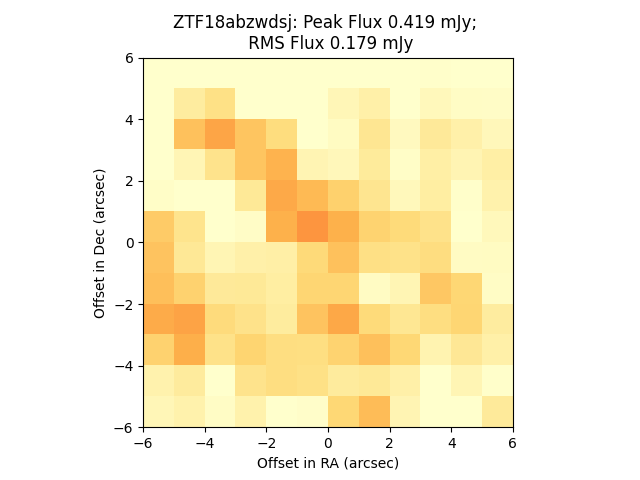 ZTF18abzwdsj: Peak Flux 0.419 mJy;
RMS Flux 0.179 mJy
6
4
2
0
−2
−4
−6
Offset in Dec (arcsec)
−6 −4 −2 0 2 4 6
Offset in RA (arcsec)